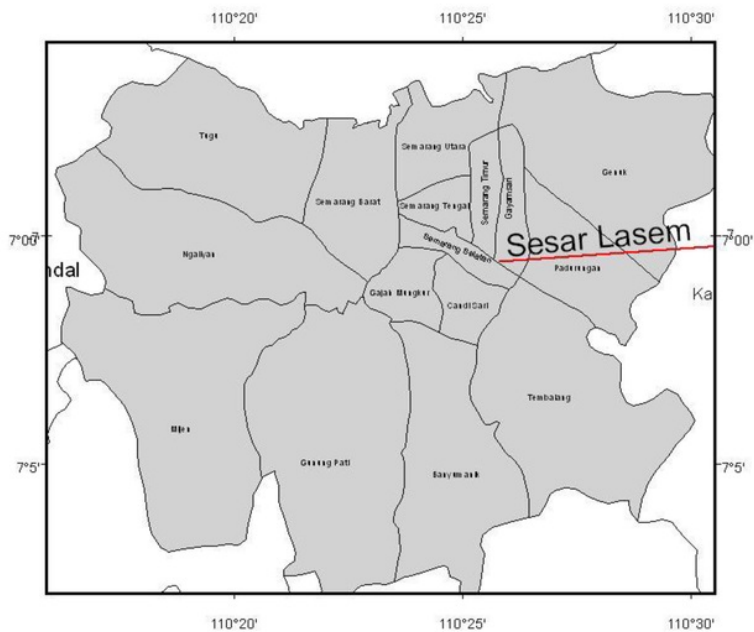 110°20'
110°25'
110°30'
Tugu
Semarang Utara
Semarang Timur
Gayamsari
Genuk
Semarang Barat
Semarang Tengah
7°00'
7°00'
Sesar Lasem
Semarang Selatan
Ngaliyan
Pedurungan
ndal
Gajah Mungkur
Candi Sari
Ka
Tembalang
Mijen
Gunung Pati
Banyumanik
7°5'
7°5'
110°20'
110°25'
110°30'